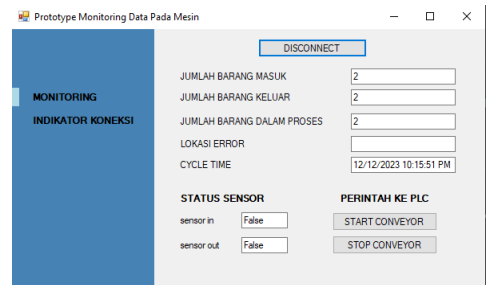 Prototype Monitoring Data Pada Mesin
DISCONNECT
MONITORING
INDIKATOR KONEKSI
JUMLAH BARANG MASUK 2
JUMLAH BARANG KELUAR 2
JUMLAH BARANG DALAM PROSES 2
LOKASI ERROR
CYCLE TIME 12/12/2023 10:15:51 PM
STATUS SENSOR
sensor in False
sensor out False
PERINTAH KE PLC
START CONVEYOR
STOP CONVEYOR